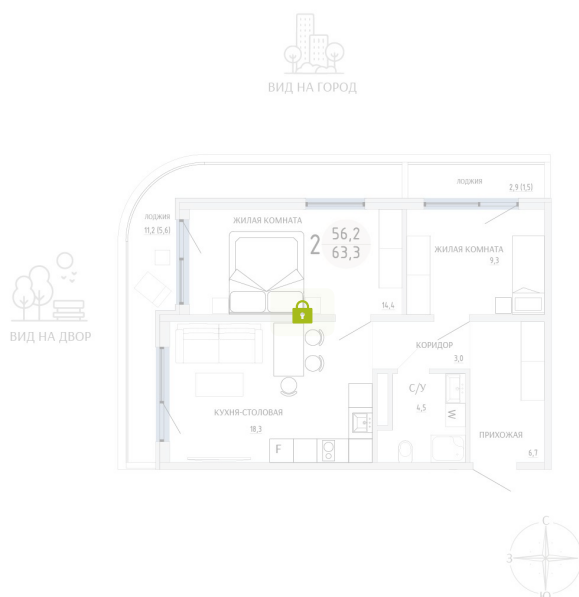 ВИД НА ГОРОД
ЛОДЖИЯ
2,9 (1,5)
ЛОДЖИЯ
11,2 (5,6)
ЖИЛАЯ КОМНАТА
2
56,2
63,3
14,4
ЖИЛАЯ КОМНАТА
9,3
ВИД НА ДВОР
КОРИДОР
3,0
С/У
4,5
W
КУХНЯ-СТОЛОВАЯ
18,3
F
ПРИХОЖАЯ
6,7
С
З
Ю